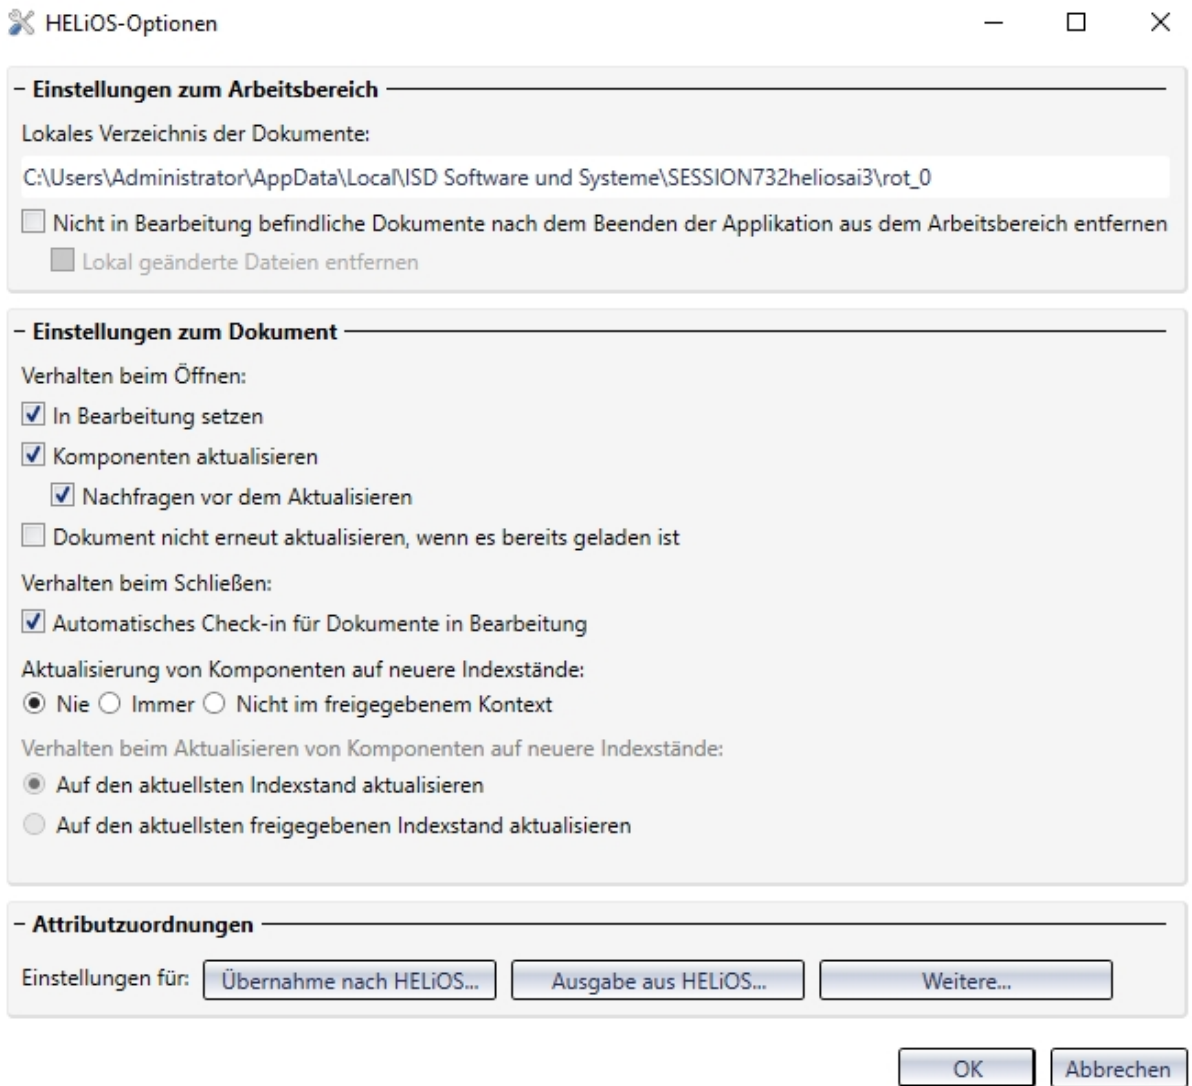 HELiOS-Optionen
Einstellungen zum Arbeitsbereich
Lokales Verzeichnis der Dokumente:
C:\Users\Administrator\AppData\Local\ISD Software und Systeme\SESSION732heliosai3\rot_0
Nicht in Bearbeitung befindliche Dokumente nach dem Beenden der Applikation aus dem Arbeitsbereich entfernen
Lokal geänderte Dateien entfernen
Einstellungen zum Dokument
Verhalten beim Öffnen:
In Bearbeitung setzen
Komponenten aktualisieren
Nachfragen vor dem Aktualisieren
Dokument nicht erneut aktualisieren, wenn es bereits geladen ist
Verhalten beim Schließen:
Automatisches Check-in für Dokumente in Bearbeitung
Aktualisierung von Komponenten auf neuere Indexstände:
Nie Immer Nicht im freigegebenem Kontext
Verhalten beim Aktualisieren von Komponenten auf neuere Indexstände:
Auf den aktuellsten Indexstand aktualisieren
Auf den aktuellsten freigegebenen Indexstand aktualisieren
Attributzuordnungen
Einstellungen für: Übernahme nach HELiOS... Ausgabe aus HELiOS... Weitere...
OK Abbrechen